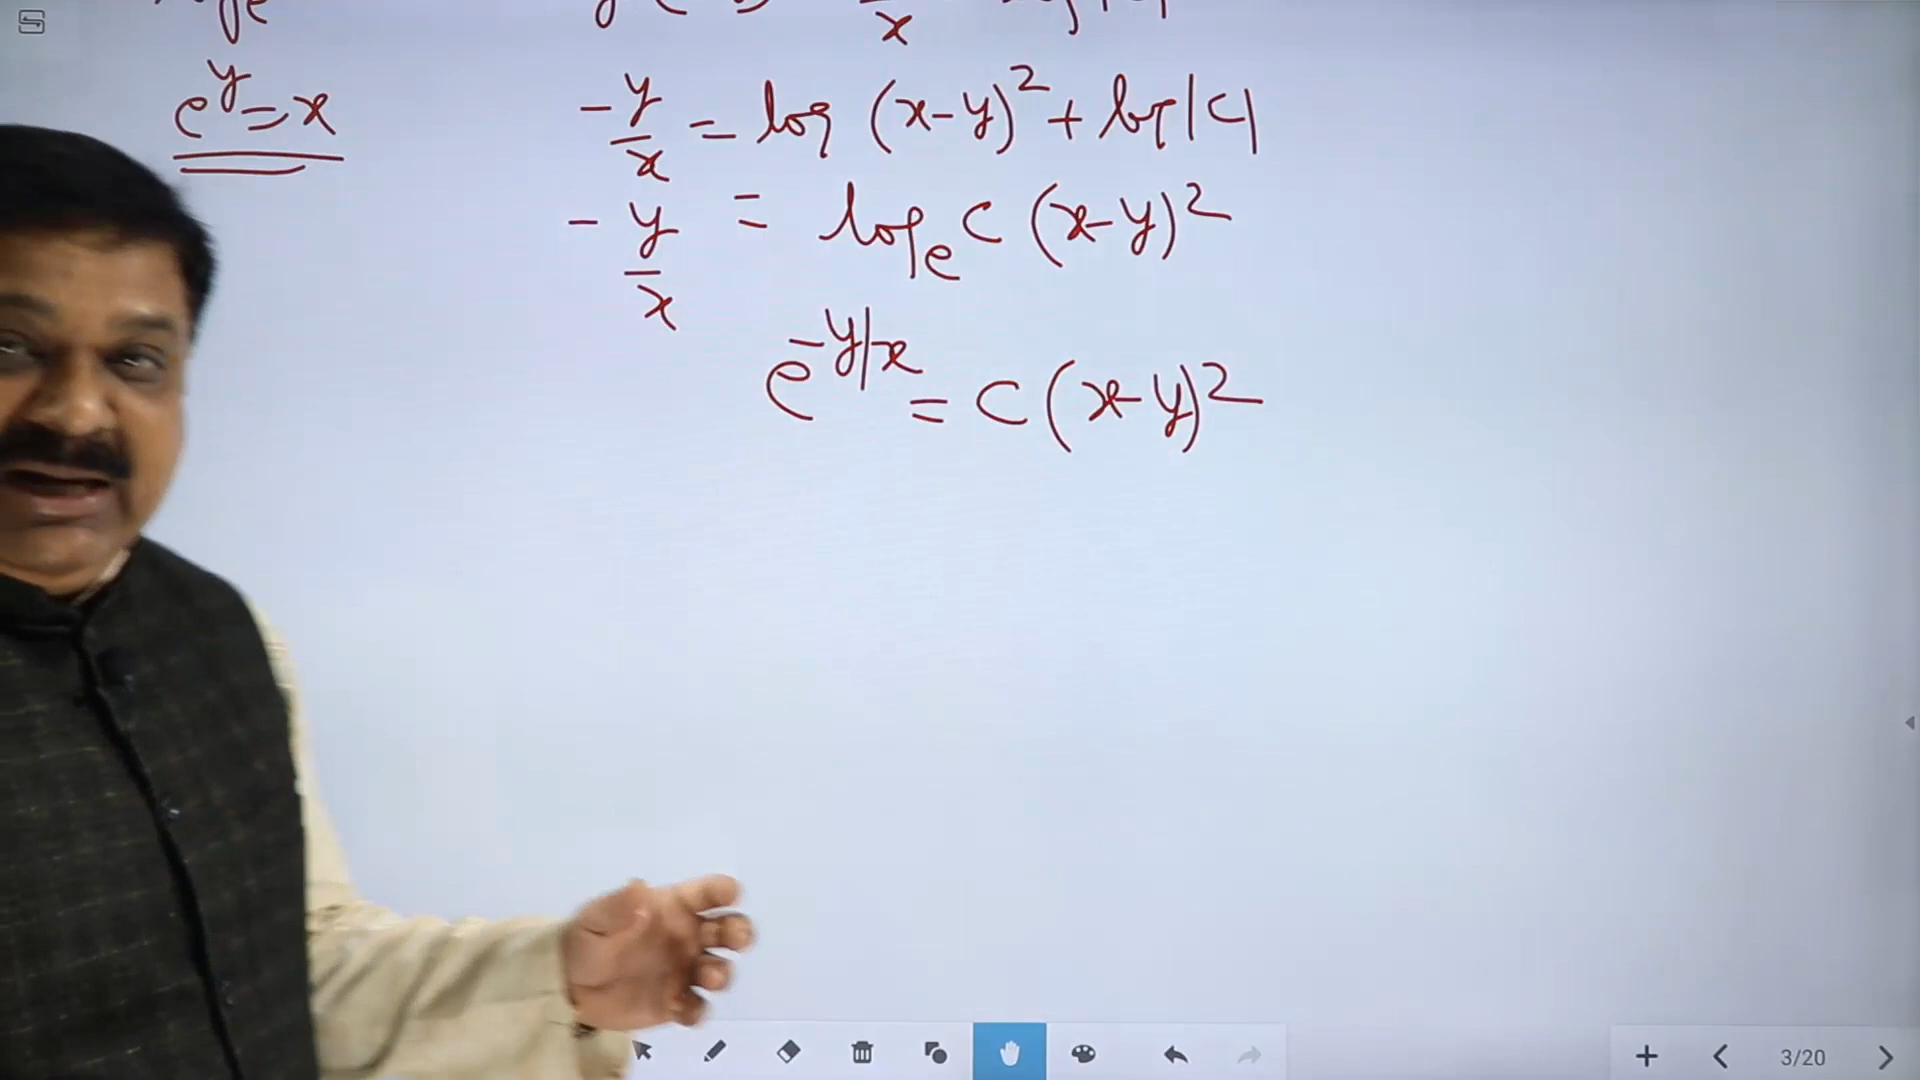 e^y = x
-y/x = log (x-y)^2 + log|C|
-y/x = log_e C (x-y)^2
e^{-y/x} = C (x-y)^2
3/20